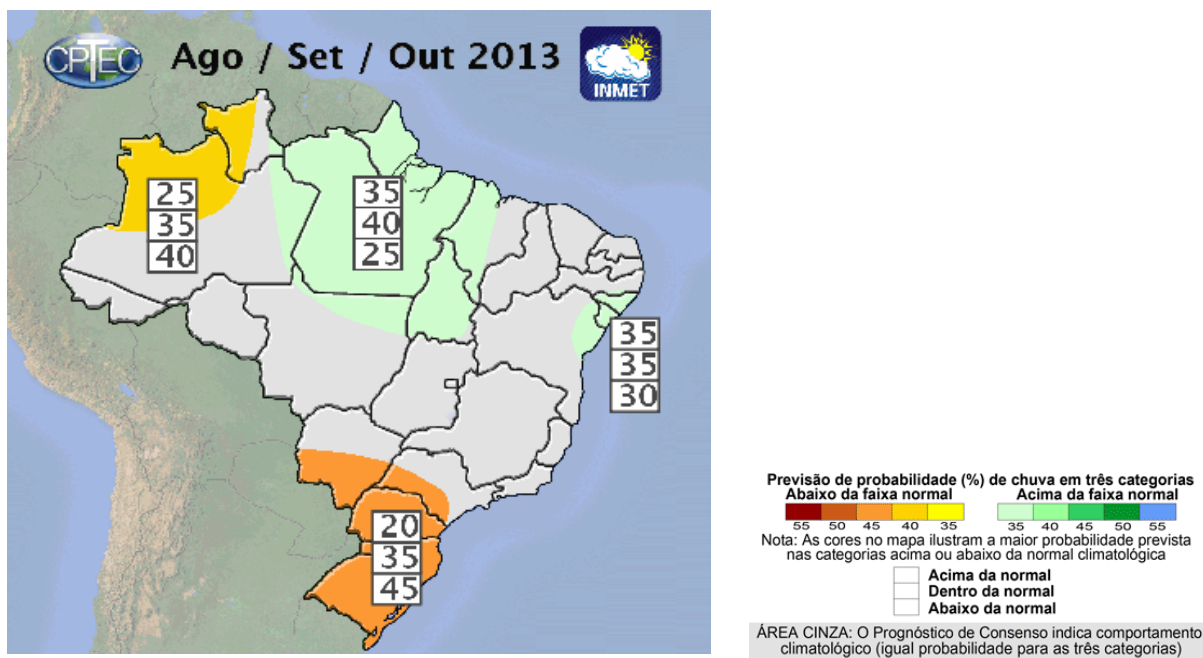 CPTEC
Ago / Set / Out 2013
INMET
25
35
40
35
40
25
35
35
30
20
35
45
Previsão de probabilidade (%) de chuva em três categorias
Abaixo da faixa normal Acima da faixa normal
55 50 45 40 35 35 40 45 50 55
Nota: As cores no mapa ilustram a maior probabilidade prevista
nas categorias acima ou abaixo da normal climatológica
Acima da normal
Dentro da normal
Abaixo da normal
ÁREA CINZA: O Prognóstico de Consenso indica comportamento
climatológico (igual probabilidade para as três categorias)